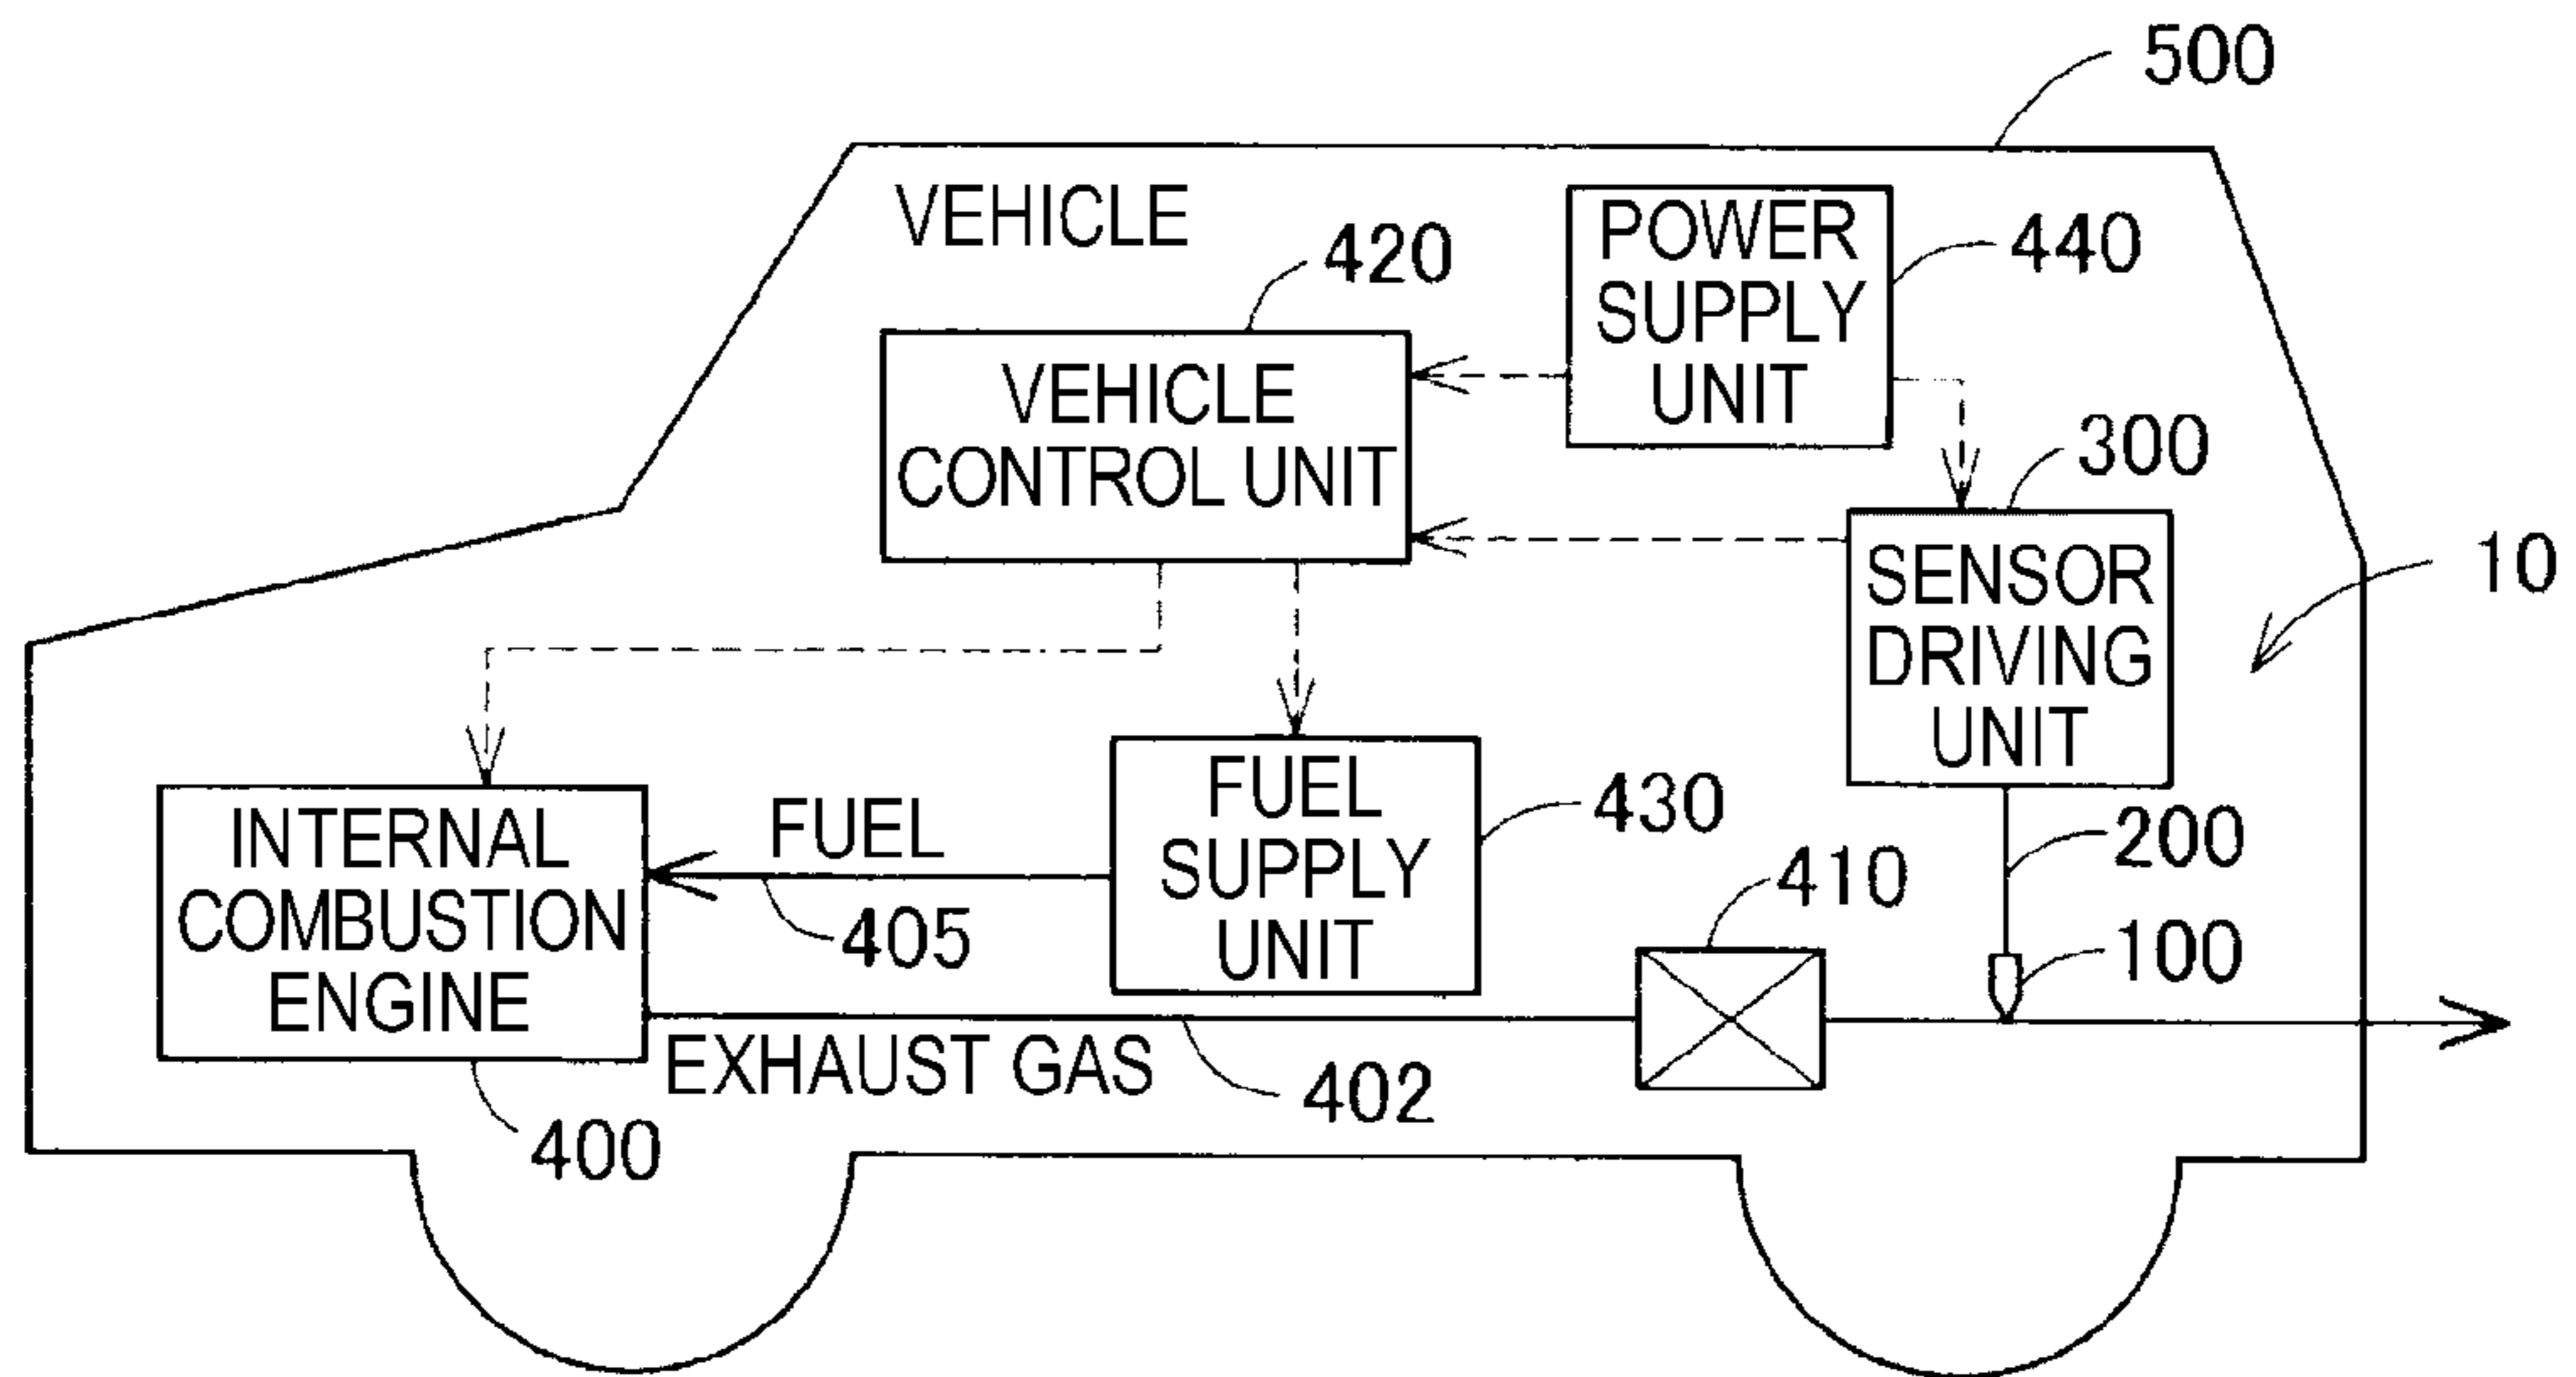 500
VEHICLE
POWER
SUPPLY
UNIT
440
420
VEHICLE
CONTROL UNIT
300
SENSOR
DRIVING
UNIT
10
INTERNAL
COMBUSTION
ENGINE
FUEL
405
FUEL
SUPPLY
UNIT
430
200
410
100
EXHAUST GAS
402
400